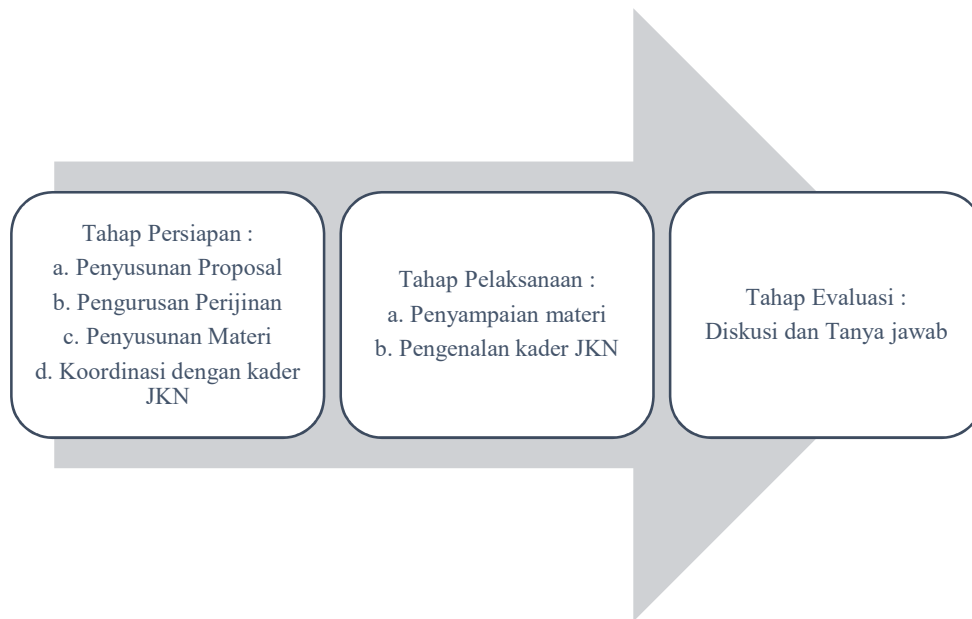 Tahap Persiapan :
a. Penyusunan Proposal
b. Pengurusan Perijinan
c. Penyusunan Materi
d. Koordinasi dengan kader
JKN
Tahap Pelaksanaan :
a. Penyampaian materi
b. Pengenalan kader JKN
Tahap Evaluasi :
Diskusi dan Tanya jawab